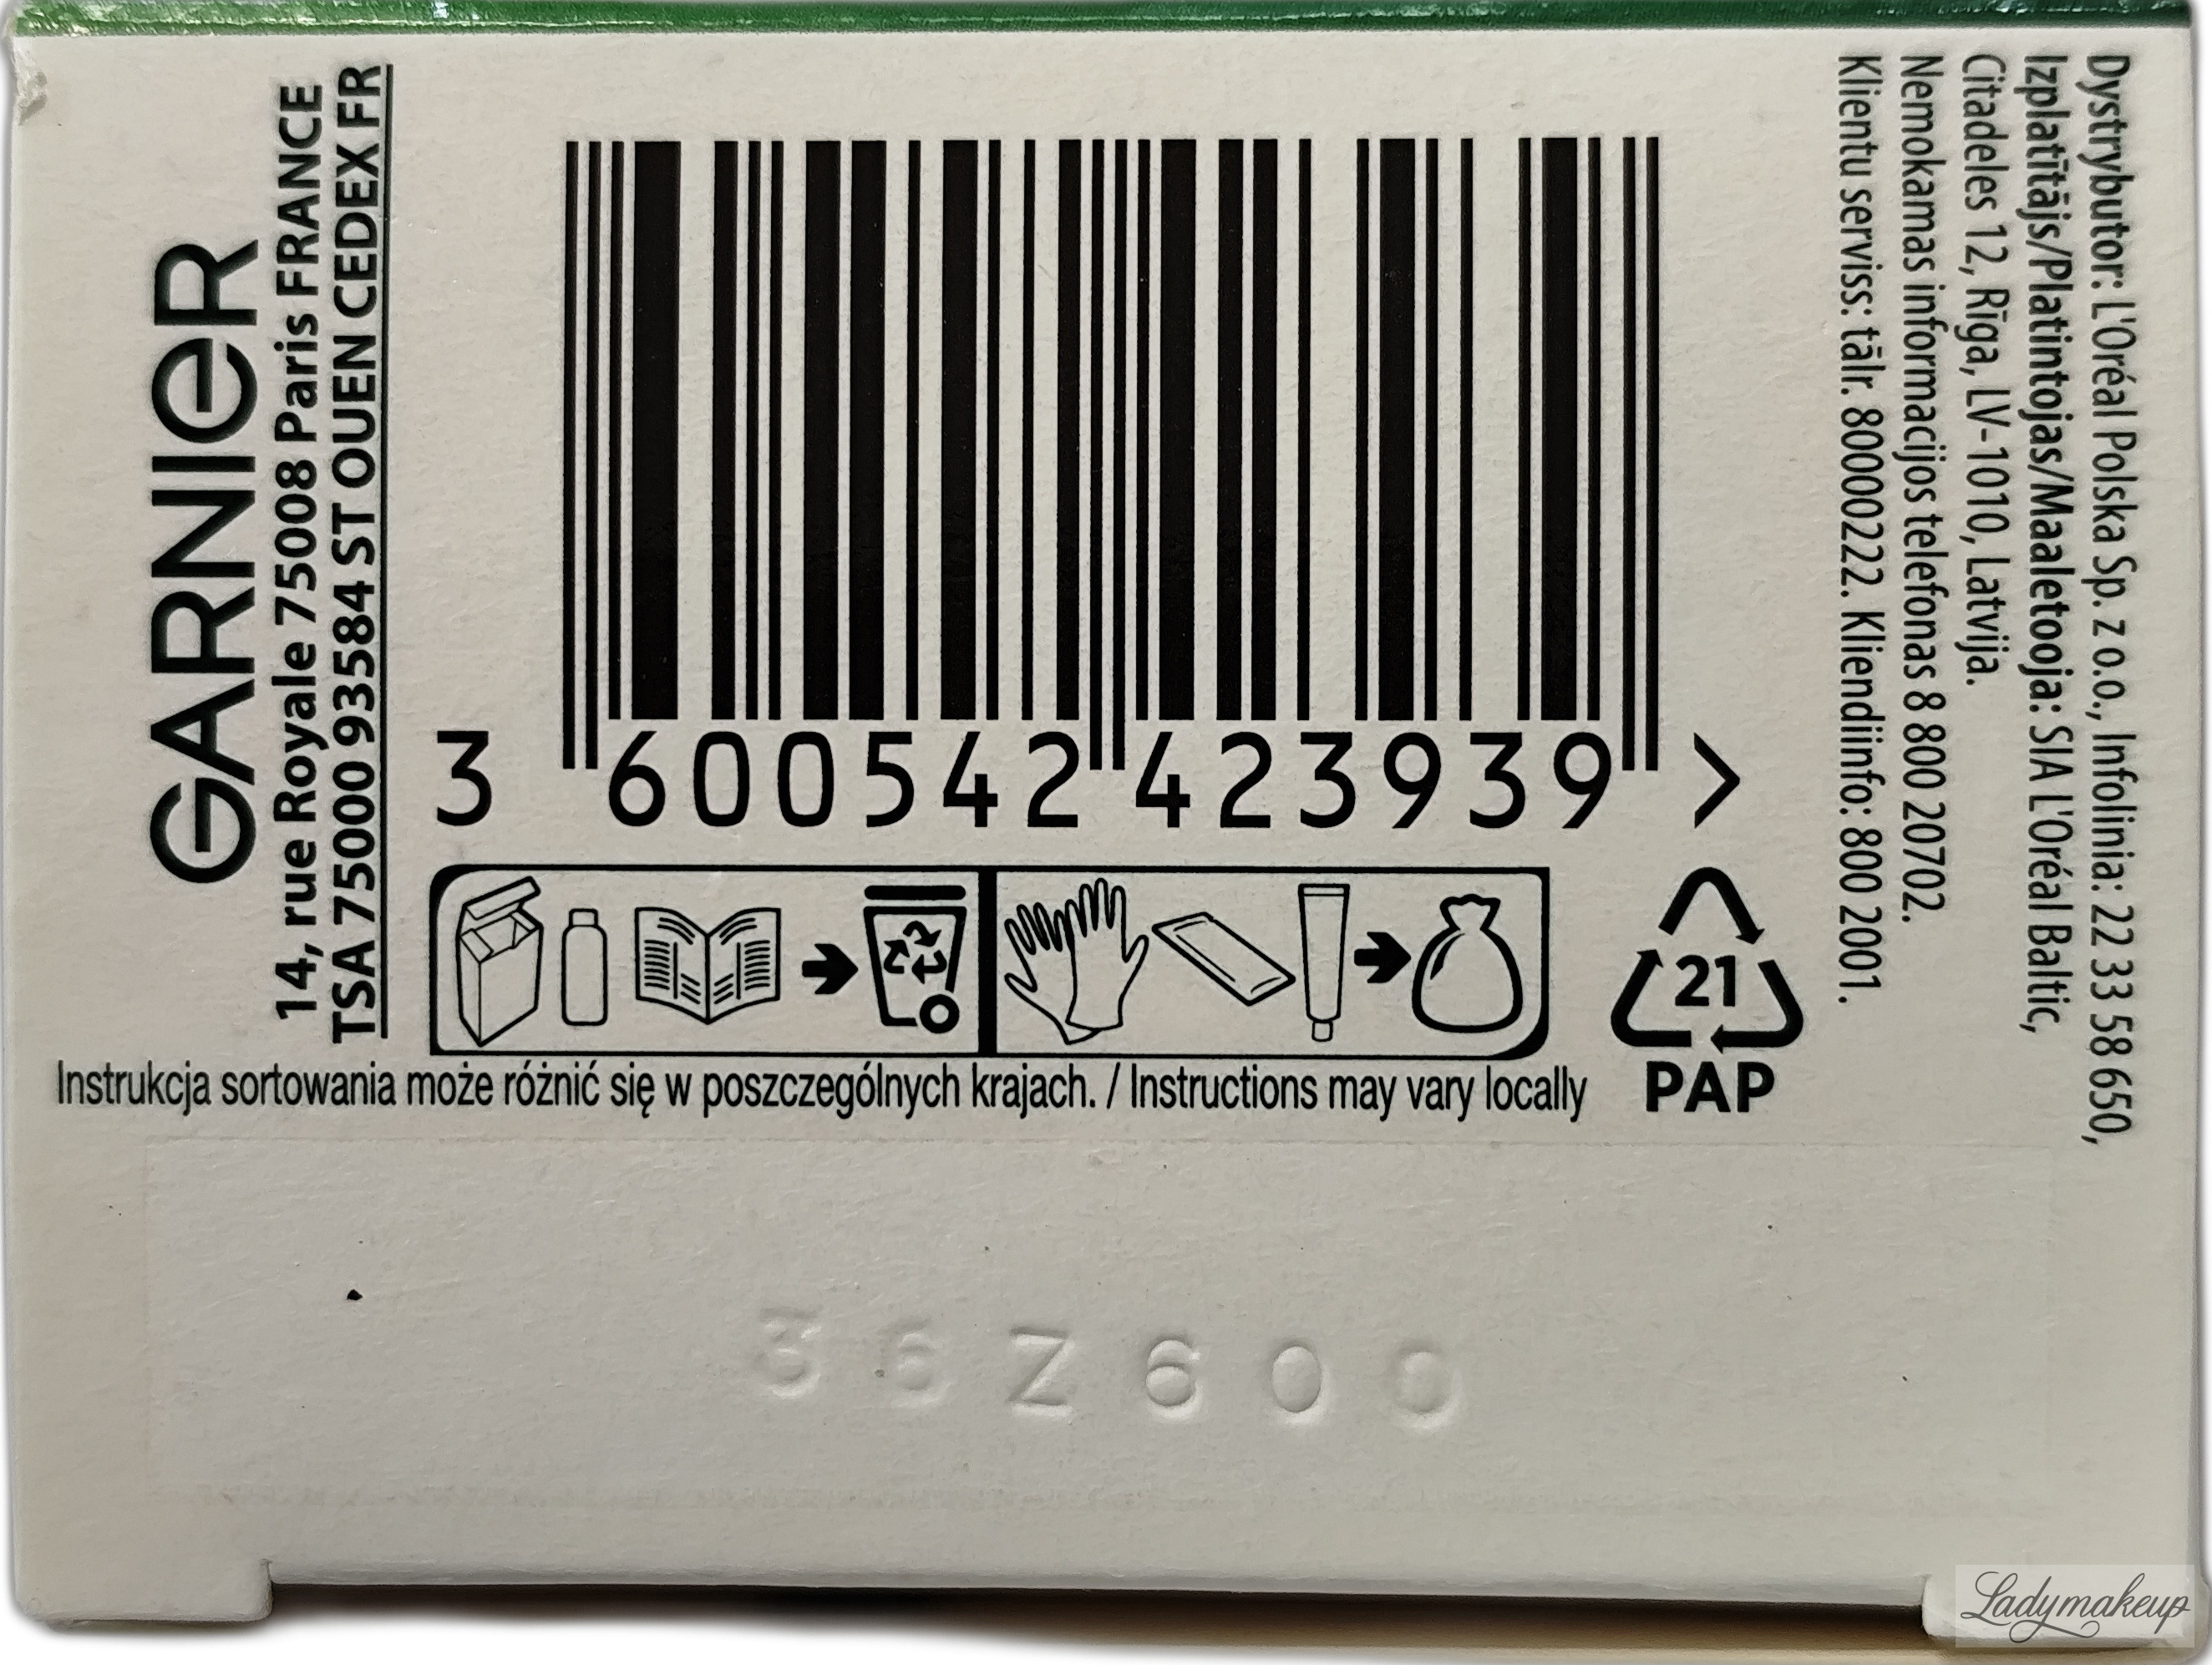 GARNIER
14, rue Royale 75008 Paris FRANCE
TSA 75000 93584 ST OUEN CEDEX FR
3 600542 423939 >
21
PAP
Instrukcja sortowania może różnić się w poszczególnych krajach. / Instructions may vary locally
Dystrybutor: L'Oréal Polska Sp. z o.o., Infolinia: 22 33 58 650,
Izplatītājs/Platintojas/Maaletooja: SIA L'Oréal Baltic,
Citadeles 12, Rīga, LV-1010, Latvija.
Nemokamas informacijos telefonas 8 800 20702.
Klientu serviss: tālr. 80000222. Kliendiinfo: 800 2001.
36Z600
Ladymakeup